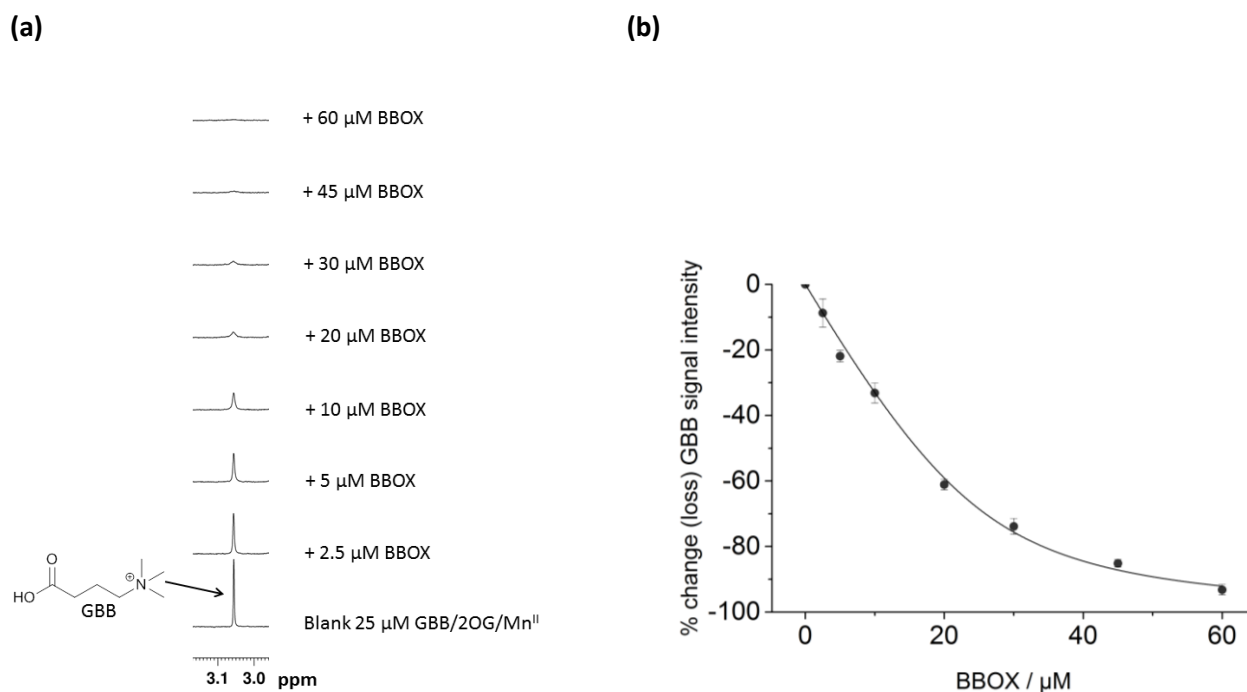 (a)
+ 60 µM BBOX
+ 45 µM BBOX
+ 30 µM BBOX
+ 20 µM BBOX
+ 10 µM BBOX
+ 5 µM BBOX
+ 2.5 µM BBOX
Blank 25 µM GBB/2OG/Mnᴵᴵ
O
HO
N
⊕
GBB
3.1 3.0 ppm
(b)
% change (loss) GBB signal intensity
0
-20
-40
-60
-80
-100
0 20 40 60
BBOX / µM